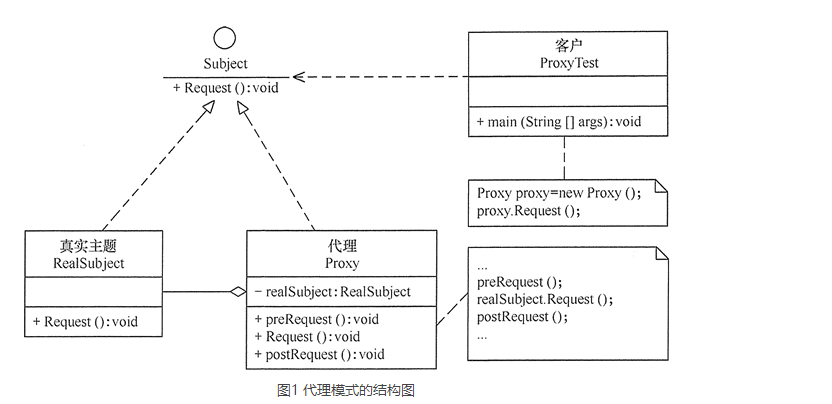 Subject
+ Request ():void
客户
ProxyTest
+ main (String [] args):void
Proxy proxy=new Proxy ();
proxy.Request ();
真实主题
RealSubject
+ Request ():void
代理
Proxy
− realSubject:RealSubject
+ preRequest ():void
+ Request ():void
+ postRequest ():void
...
preRequest ();
realSubject.Request ();
postRequest ();
...
图1 代理模式的结构图